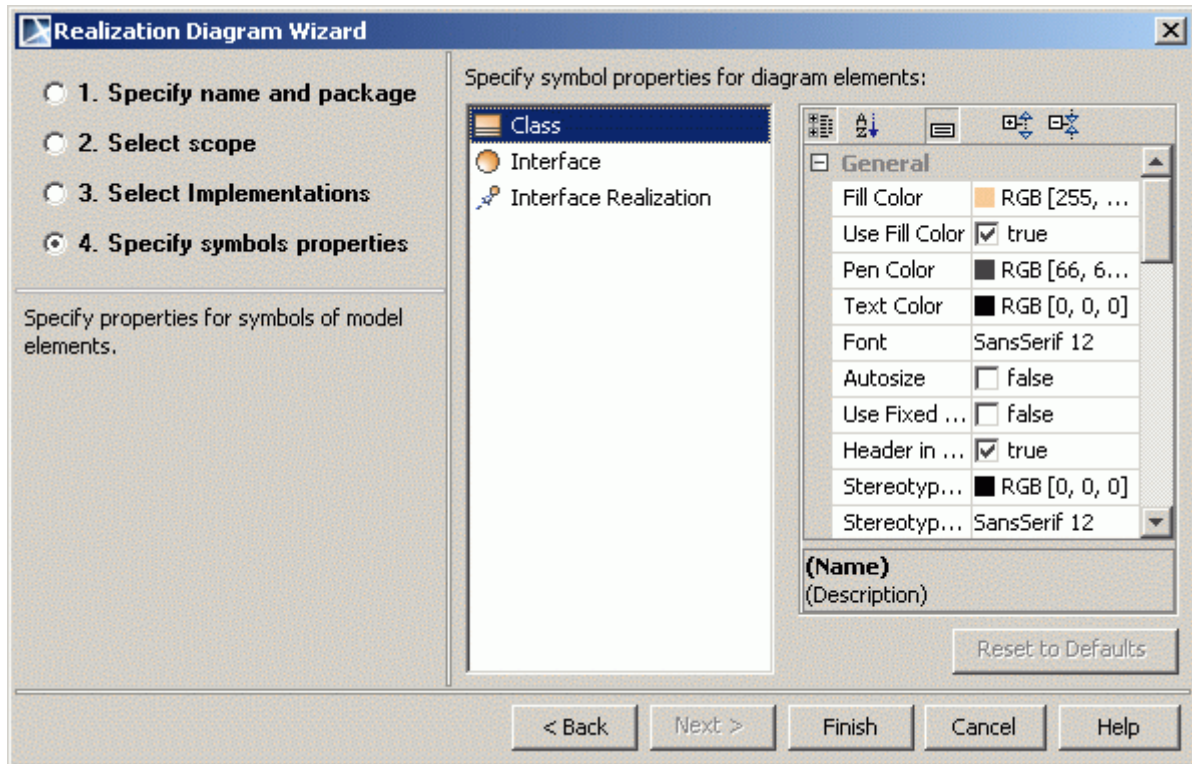 Realization Diagram Wizard
1. Specify name and package
2. Select scope
3. Select Implementations
4. Specify symbols properties
Specify properties for symbols of model
elements.
Specify symbol properties for diagram elements:
Class
Interface
Interface Realization
General
Fill Color RGB [255, ...
Use Fill Color true
Pen Color RGB [66, 6...
Text Color RGB [0, 0, 0]
Font SansSerif 12
Autosize false
Use Fixed ... false
Header in ... true
Stereotyp... RGB [0, 0, 0]
Stereotyp... SansSerif 12
(Name)
(Description)
Reset to Defaults
< Back Next > Finish Cancel Help